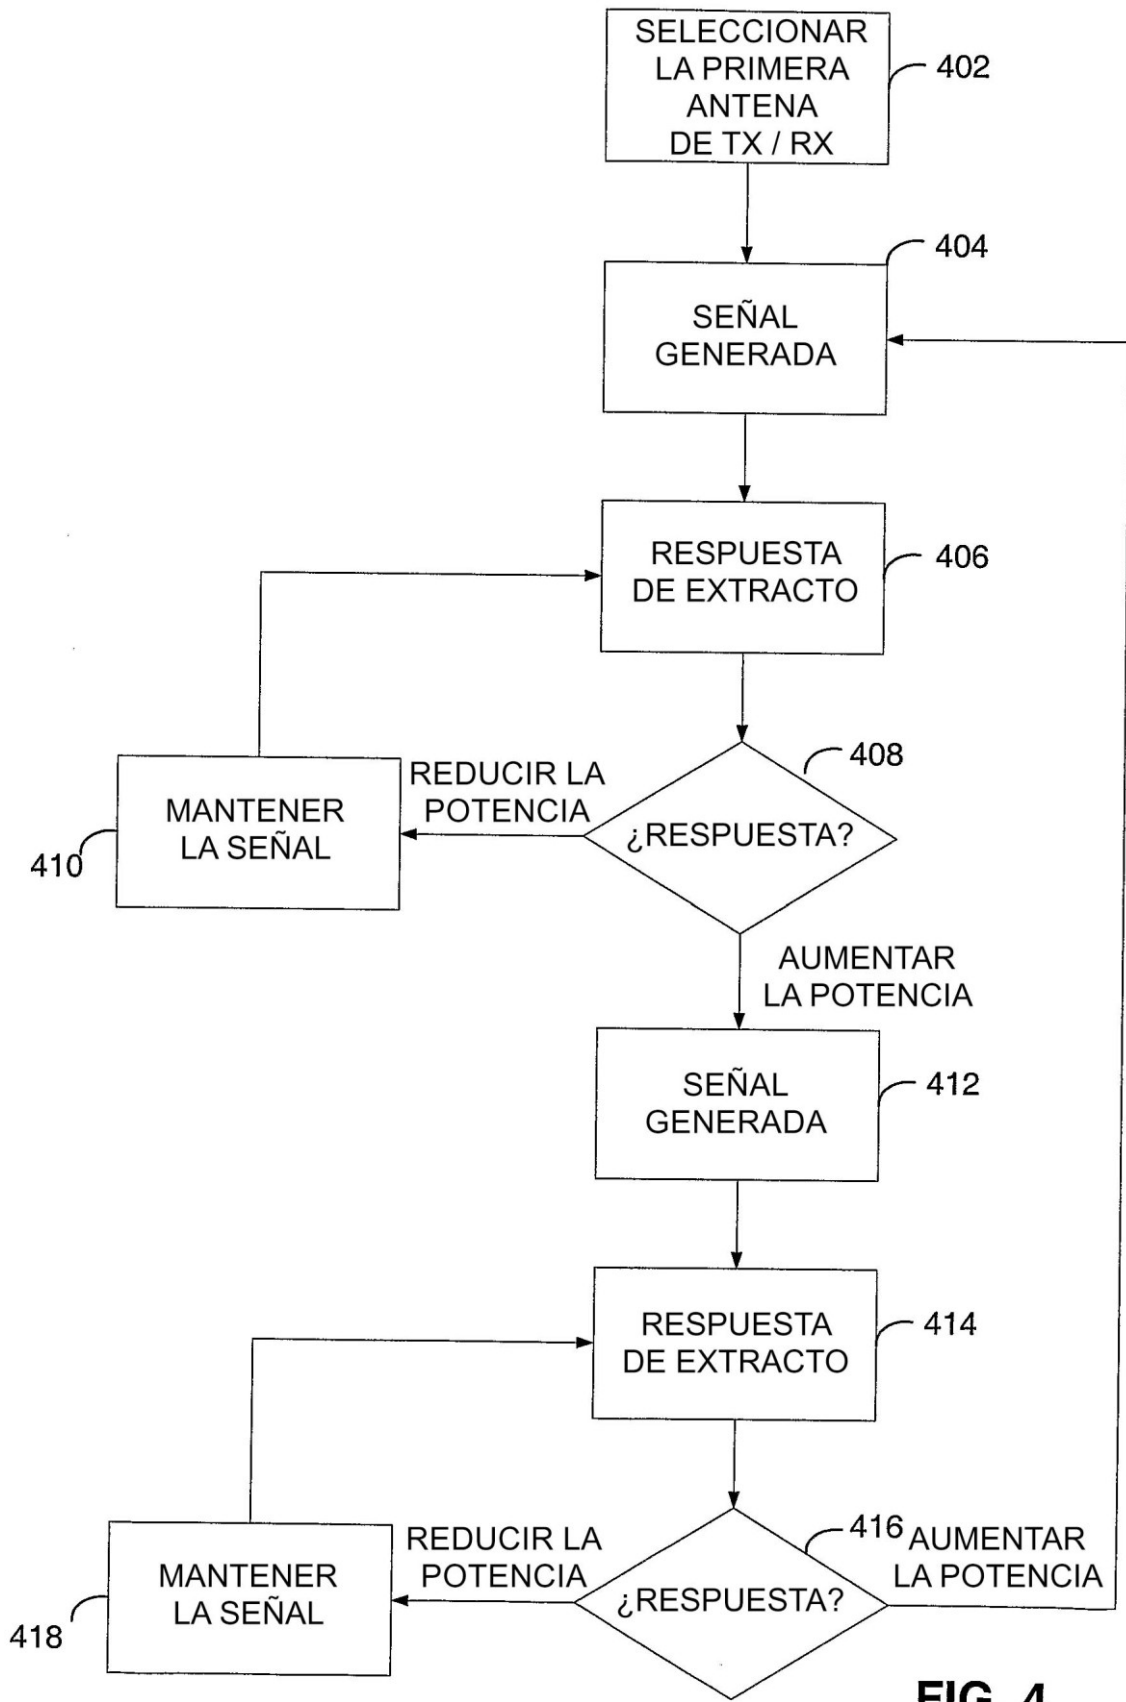 SELECCIONAR
LA PRIMERA
ANTENA
DE TX / RX
402
404
SEÑAL
GENERADA
RESPUESTA
DE EXTRACTO
406
408
REDUCIR LA
POTENCIA
¿RESPUESTA?
MANTENER
LA SEÑAL
410
AUMENTAR
LA POTENCIA
SEÑAL
GENERADA
412
RESPUESTA
DE EXTRACTO
414
416
REDUCIR LA
POTENCIA
¿RESPUESTA?
AUMENTAR
LA POTENCIA
MANTENER
LA SEÑAL
418
FIG. 4